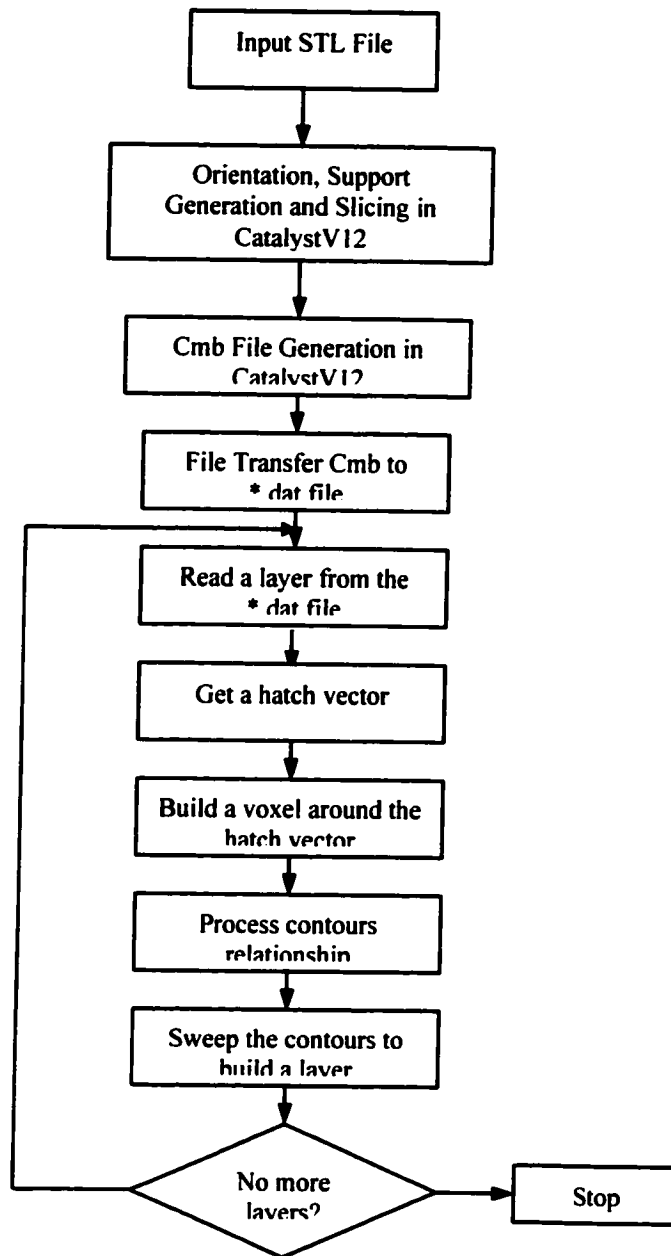 Input STL File
Orientation, Support
Generation and Slicing in
CatalystV12
Cmb File Generation in
CatalystV12
File Transfer Cmb to
*.dat file
Read a layer from the
*.dat file
Get a hatch vector
Build a voxel around the
hatch vector
Process contours
relationship
Sweep the contours to
build a layer
No more
layers?
Stop